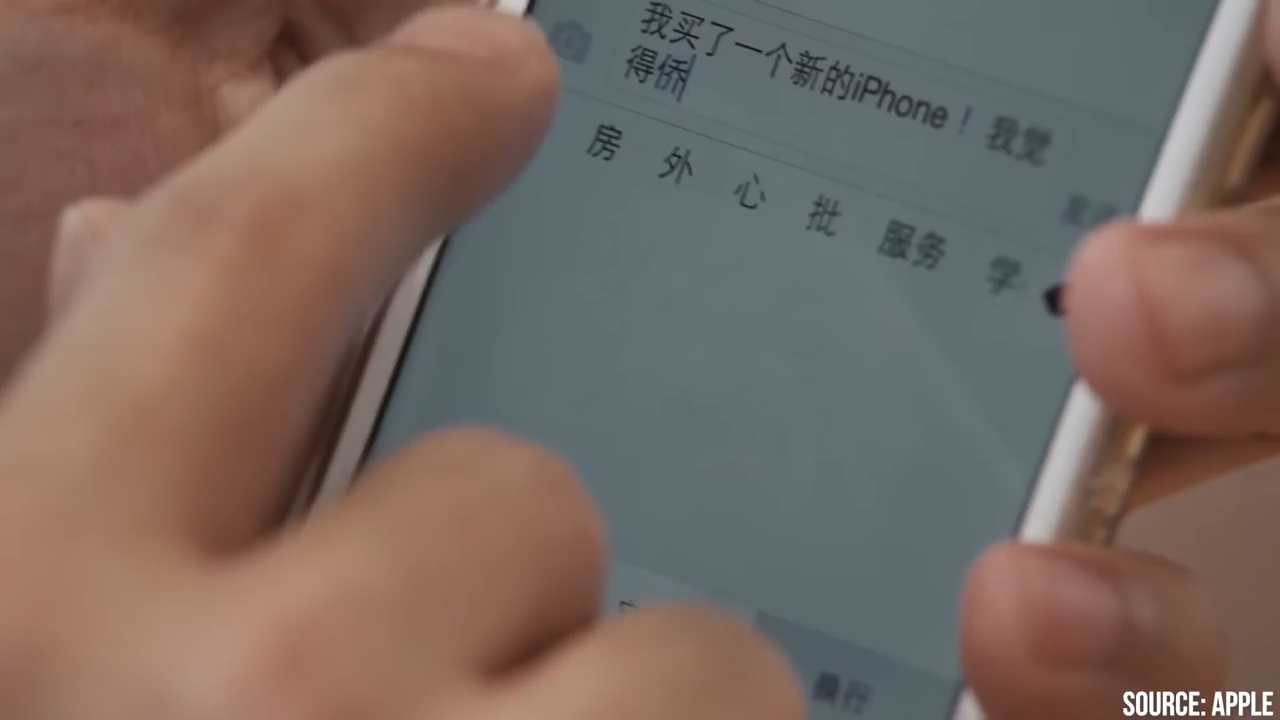 我买了一个新的iPhone！我觉
得侨
房 外 心 批 服务 学
换行
SOURCE: APPLE